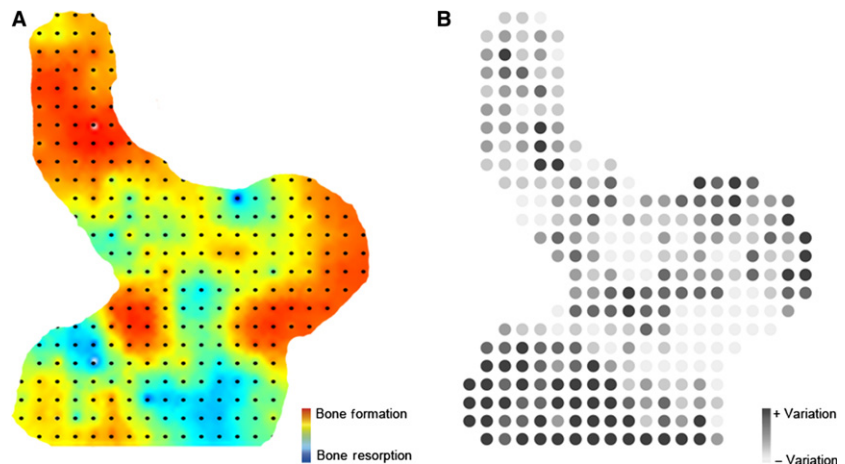 A
B
Bone formation
Bone resorption
+ Variation
− Variation